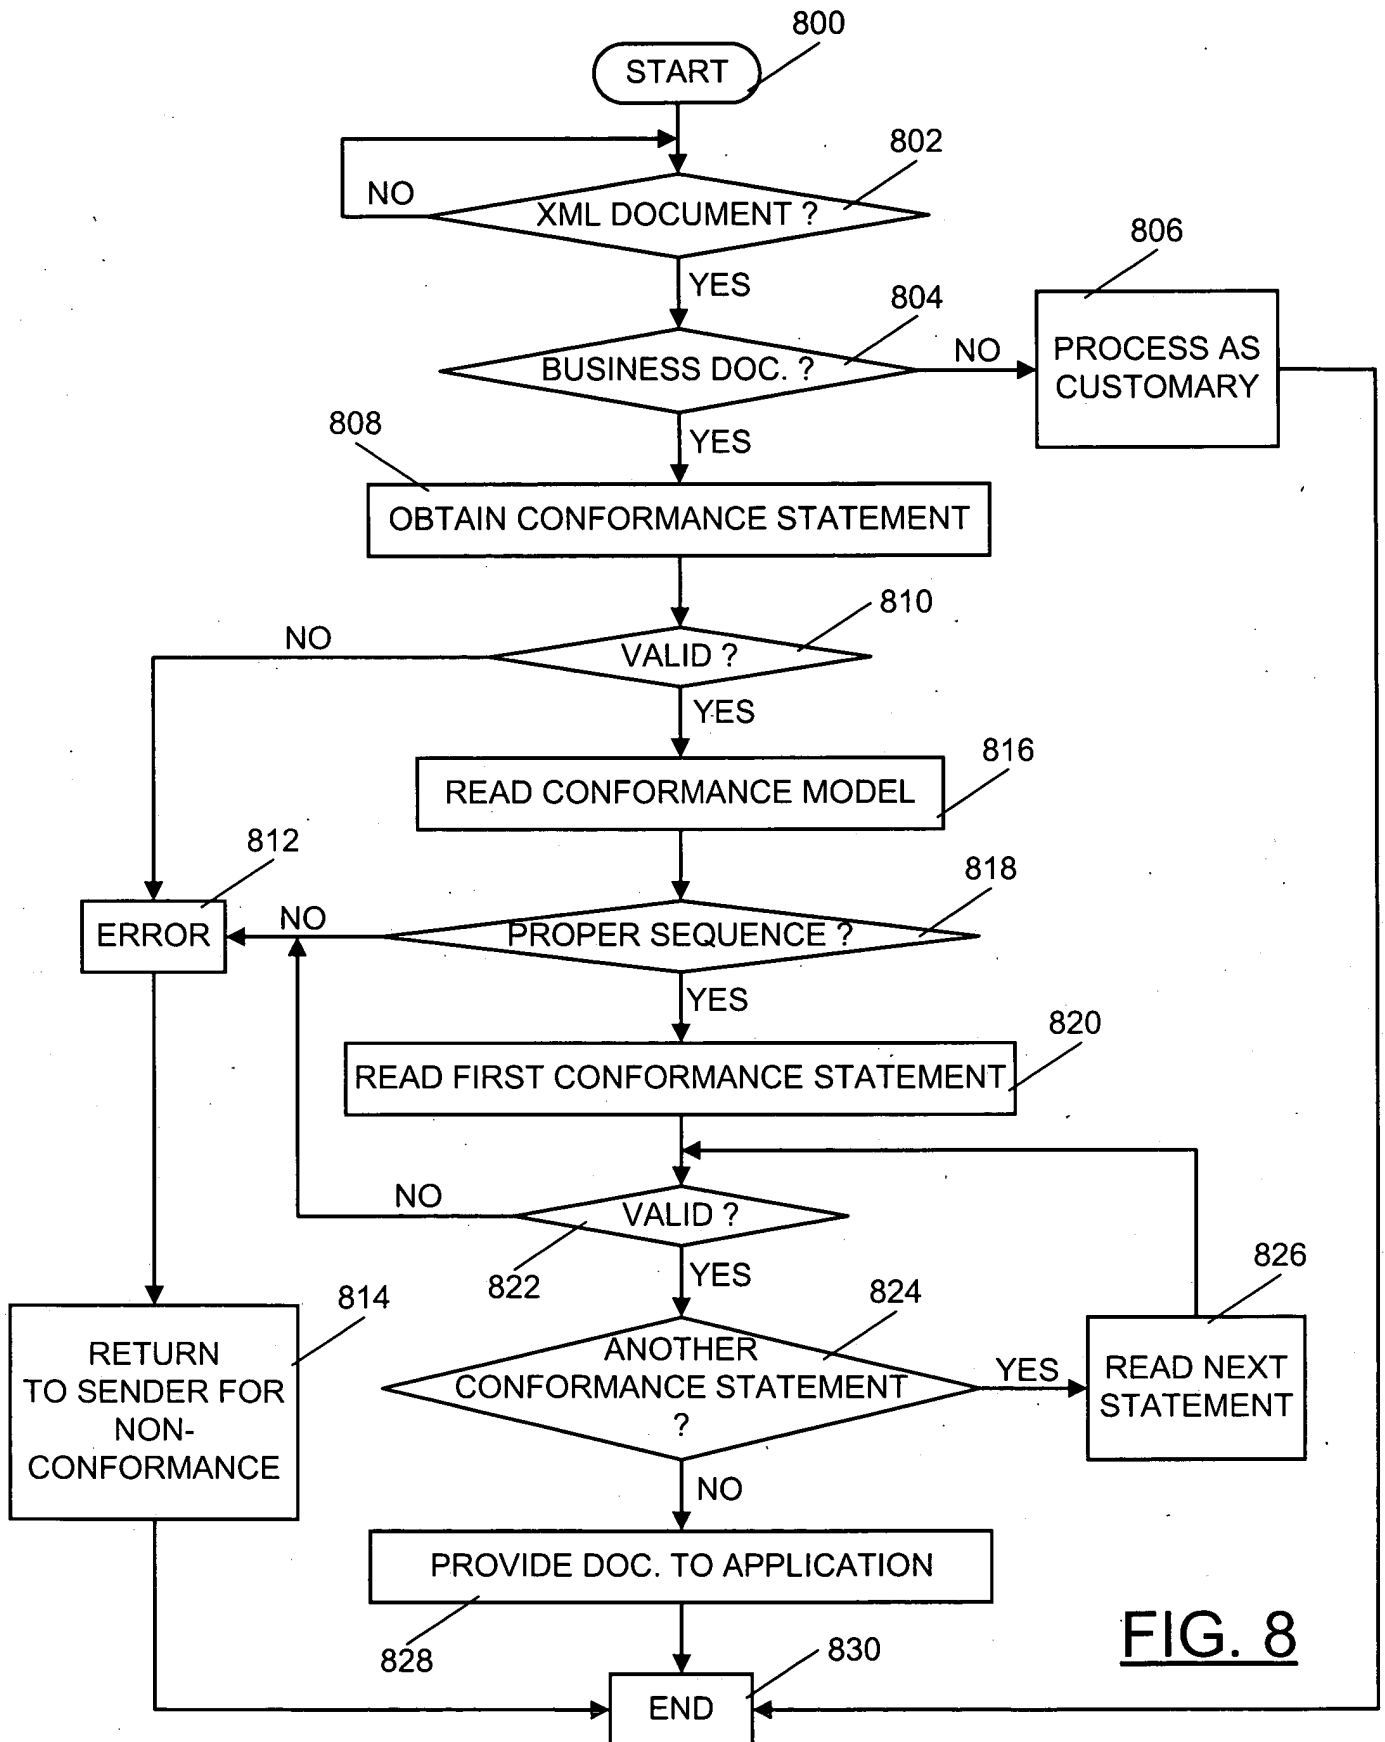 800
START
802
NO
XML DOCUMENT ?
YES
804
806
BUSINESS DOC. ?
NO
PROCESS AS
CUSTOMARY
808
YES
OBTAIN CONFORMANCE STATEMENT
810
NO
VALID ?
YES
816
READ CONFORMANCE MODEL
812
818
ERROR
NO
PROPER SEQUENCE ?
YES
820
READ FIRST CONFORMANCE STATEMENT
NO
VALID ?
822
YES
824
826
814
RETURN
TO SENDER FOR
NON-
CONFORMANCE
ANOTHER
CONFORMANCE STATEMENT
?
YES
READ NEXT
STATEMENT
NO
PROVIDE DOC. TO APPLICATION
828
830
END
FIG. 8